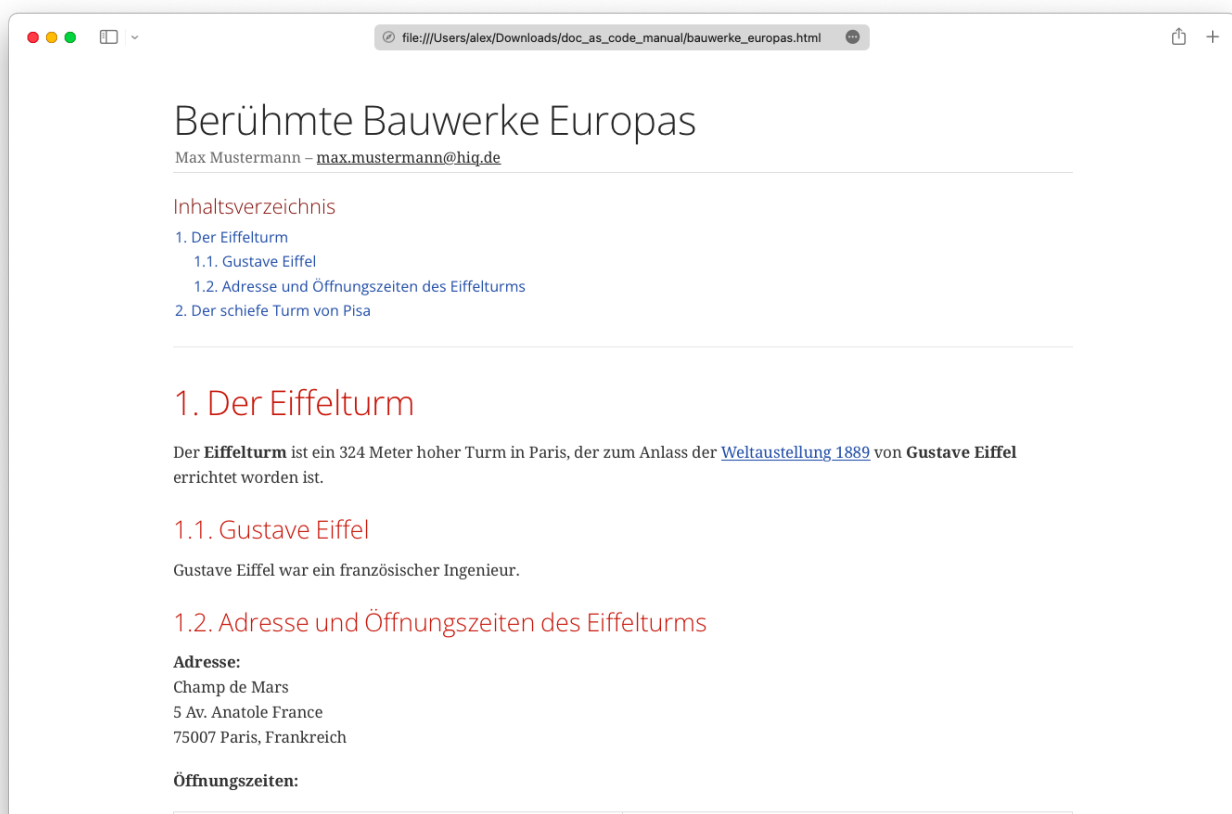 file:///Users/alex/Downloads/doc_as_code_manual/bauwerke_europas.html
Berühmte Bauwerke Europas
Max Mustermann – max.mustermann@hiq.de
Inhaltsverzeichnis
1. Der Eiffelturm
1.1. Gustave Eiffel
1.2. Adresse und Öffnungszeiten des Eiffelturms
2. Der schiefe Turm von Pisa
1. Der Eiffelturm
Der Eiffelturm ist ein 324 Meter hoher Turm in Paris, der zum Anlass der Weltaustellung 1889 von Gustave Eiffel
errichtet worden ist.
1.1. Gustave Eiffel
Gustave Eiffel war ein französischer Ingenieur.
1.2. Adresse und Öffnungszeiten des Eiffelturms
Adresse:
Champ de Mars
5 Av. Anatole France
75007 Paris, Frankreich
Öffnungszeiten: